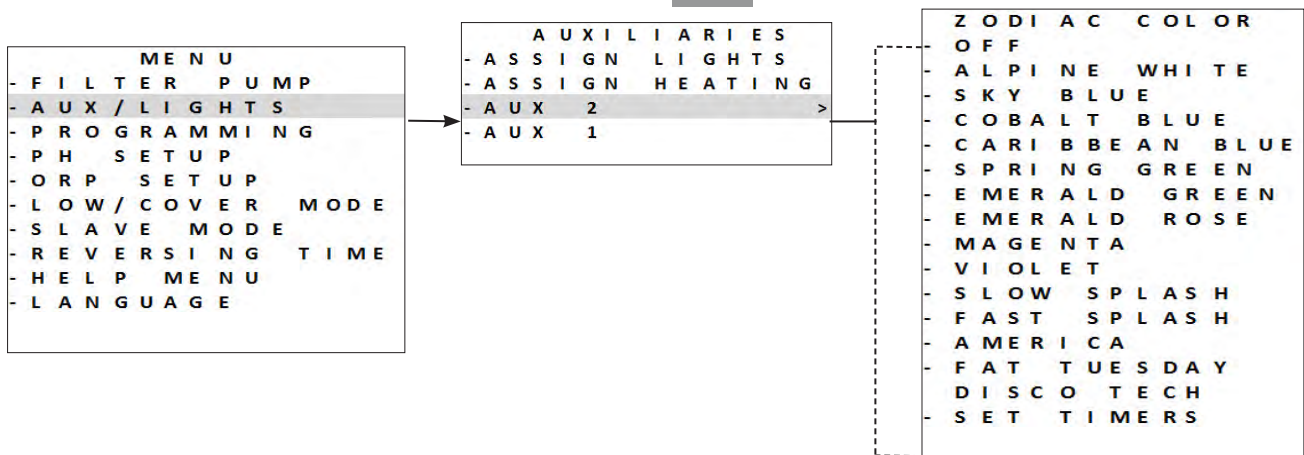 MENU
- FILTER PUMP
- AUX/LIGHTS
- PROGRAMMING
- PH SETUP
- ORP SETUP
- LOW/COVER MODE
- SLAVE MODE
- REVERSING TIME
- HELP MENU
- LANGUAGE
AUXILIARIES
- ASSIGN LIGHTS
- ASSIGN HEATING
- AUX 2 >
- AUX 1
ZODIAC COLOR
- OFF
- ALPINE WHITE
- SKY BLUE
- COBALT BLUE
- CARIBBEAN BLUE
- SPRING GREEN
- EMERALD GREEN
- EMERALD ROSE
- MAGENTA
- VIOLET
- SLOW SPLASH
- FAST SPLASH
- AMERICA
- FAT TUESDAY
DISCO TECH
- SET TIMERS